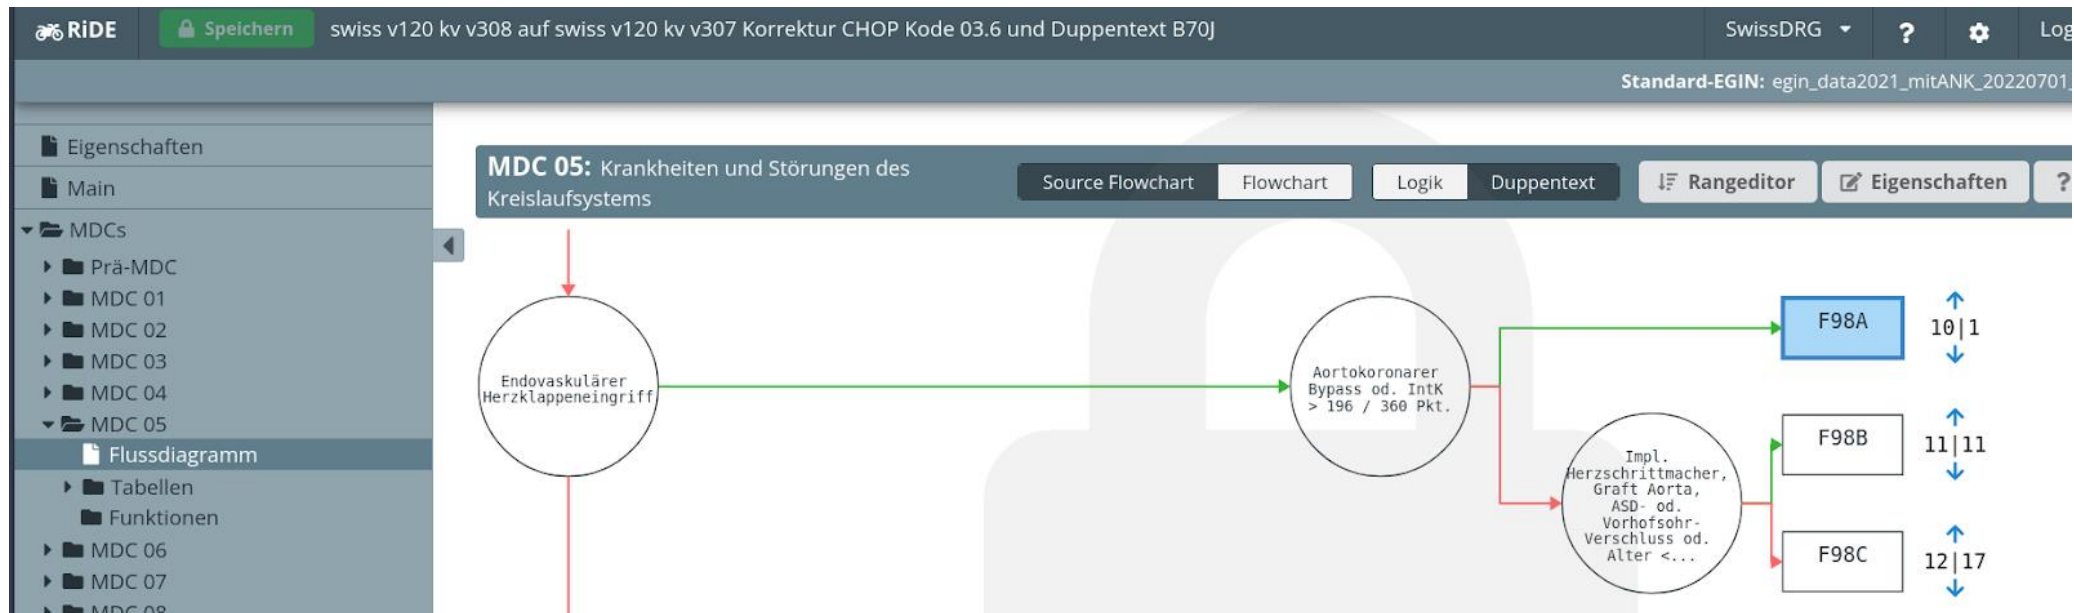 RiDE Speichern swiss v120 kv v308 auf swiss v120 kv v307 Korrektur CHOP Kode 03.6 und Duppentext B70J SwissDRG ? Log
Standard-EGIN: egin_data2021_mitANK_20220701_
Eigenschaften
Main
MDCs
Prä-MDC
MDC 01
MDC 02
MDC 03
MDC 04
MDC 05
Flussdiagramm
Tabellen
Funktionen
MDC 06
MDC 07
MDC 08
MDC 05: Krankheiten und Störungen des
Kreislaufsystems
Source Flowchart Flowchart Logik Duppentext Rangeditor Eigenschaften ?
Endovaskulärer
Herzklappeneingriff
Aortokoronarer
Bypass od. IntK
> 196 / 360 Pkt.
F98A 10|1
Impl.
Herzschrittmacher,
Graft Aorta,
ASD- od.
Vorhofsohr-
Verschluss od.
Alter <...
F98B 11|11
F98C 12|17